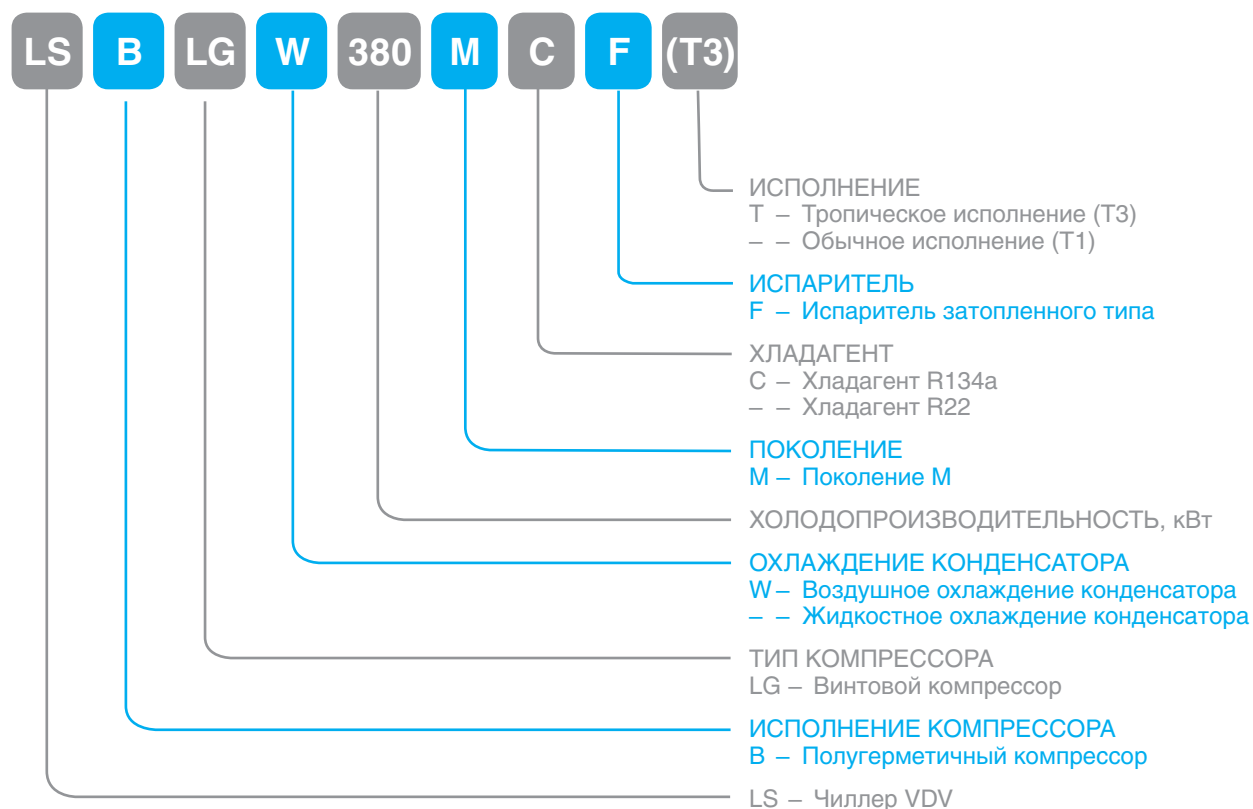 LS B LG W 380 M C F (T3)
ИСПОЛНЕНИЕ
Т – Тропическое исполнение (Т3)
– – Обычное исполнение (Т1)
ИСПАРИТЕЛЬ
F – Испаритель затопленного типа
ХЛАДАГЕНТ
С – Хладагент R134a
– – Хладагент R22
ПОКОЛЕНИЕ
М – Поколение М
ХОЛОДОПРОИЗВОДИТЕЛЬНОСТЬ, кВт
ОХЛАЖДЕНИЕ КОНДЕНСАТОРА
W – Воздушное охлаждение конденсатора
– – Жидкостное охлаждение конденсатора
ТИП КОМПРЕССОРА
LG – Винтовой компрессор
ИСПОЛНЕНИЕ КОМПРЕССОРА
B – Полугерметичный компрессор
LS – Чиллер VDV